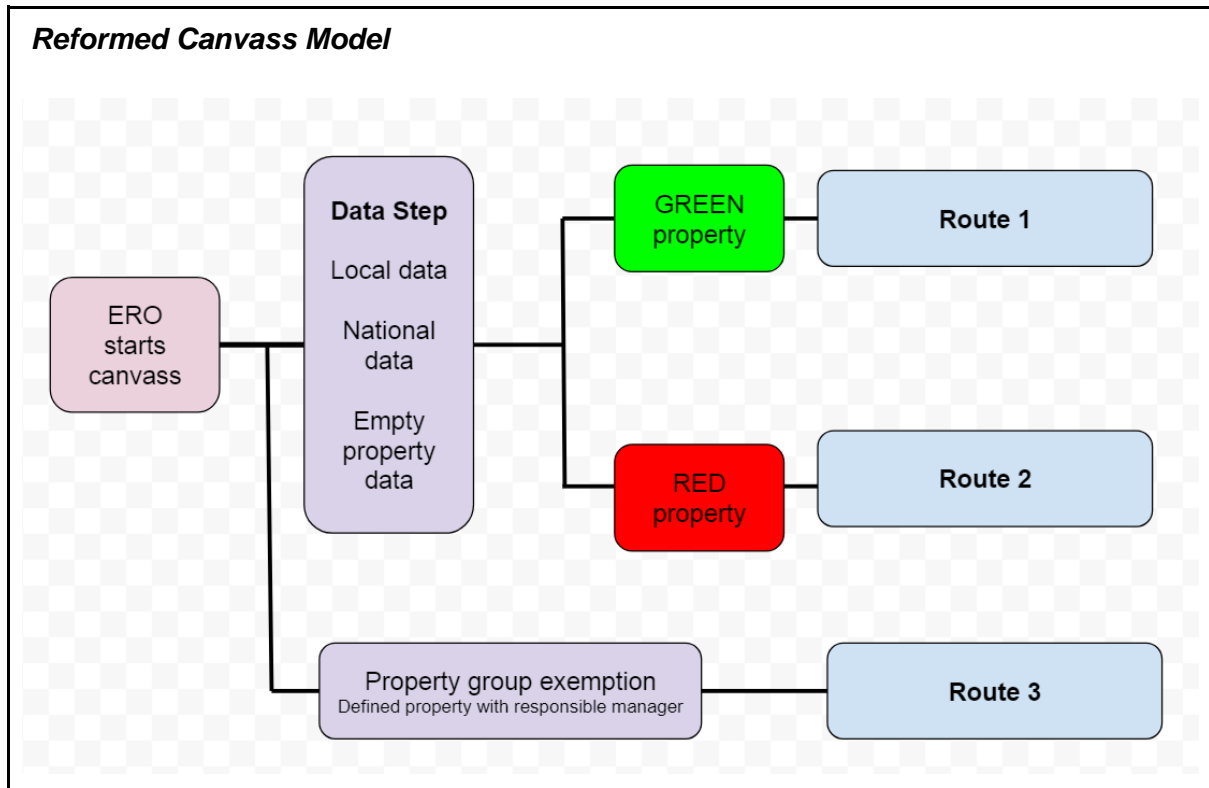 Reformed Canvass Model
ERO
starts
canvass
Data Step
Local data
National
data
Empty
property
data
GREEN
property
Route 1
RED
property
Route 2
Property group exemption
Defined property with responsible manager
Route 3